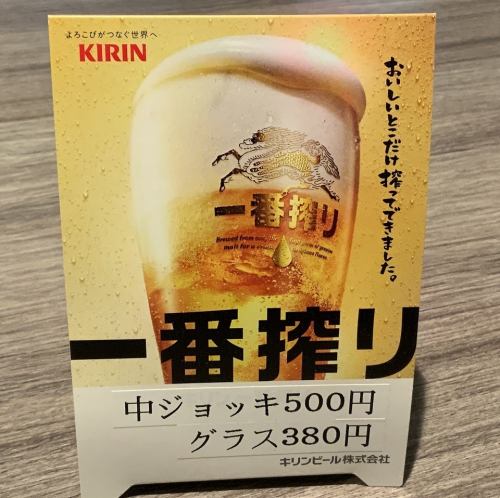 よろこびがつなぐ世界へ
KIRIN
おいしいとこだけ搾ってできました。
一番搾り
一番搾り
中ジョッキ500円
グラス380円
キリンビール株式会社